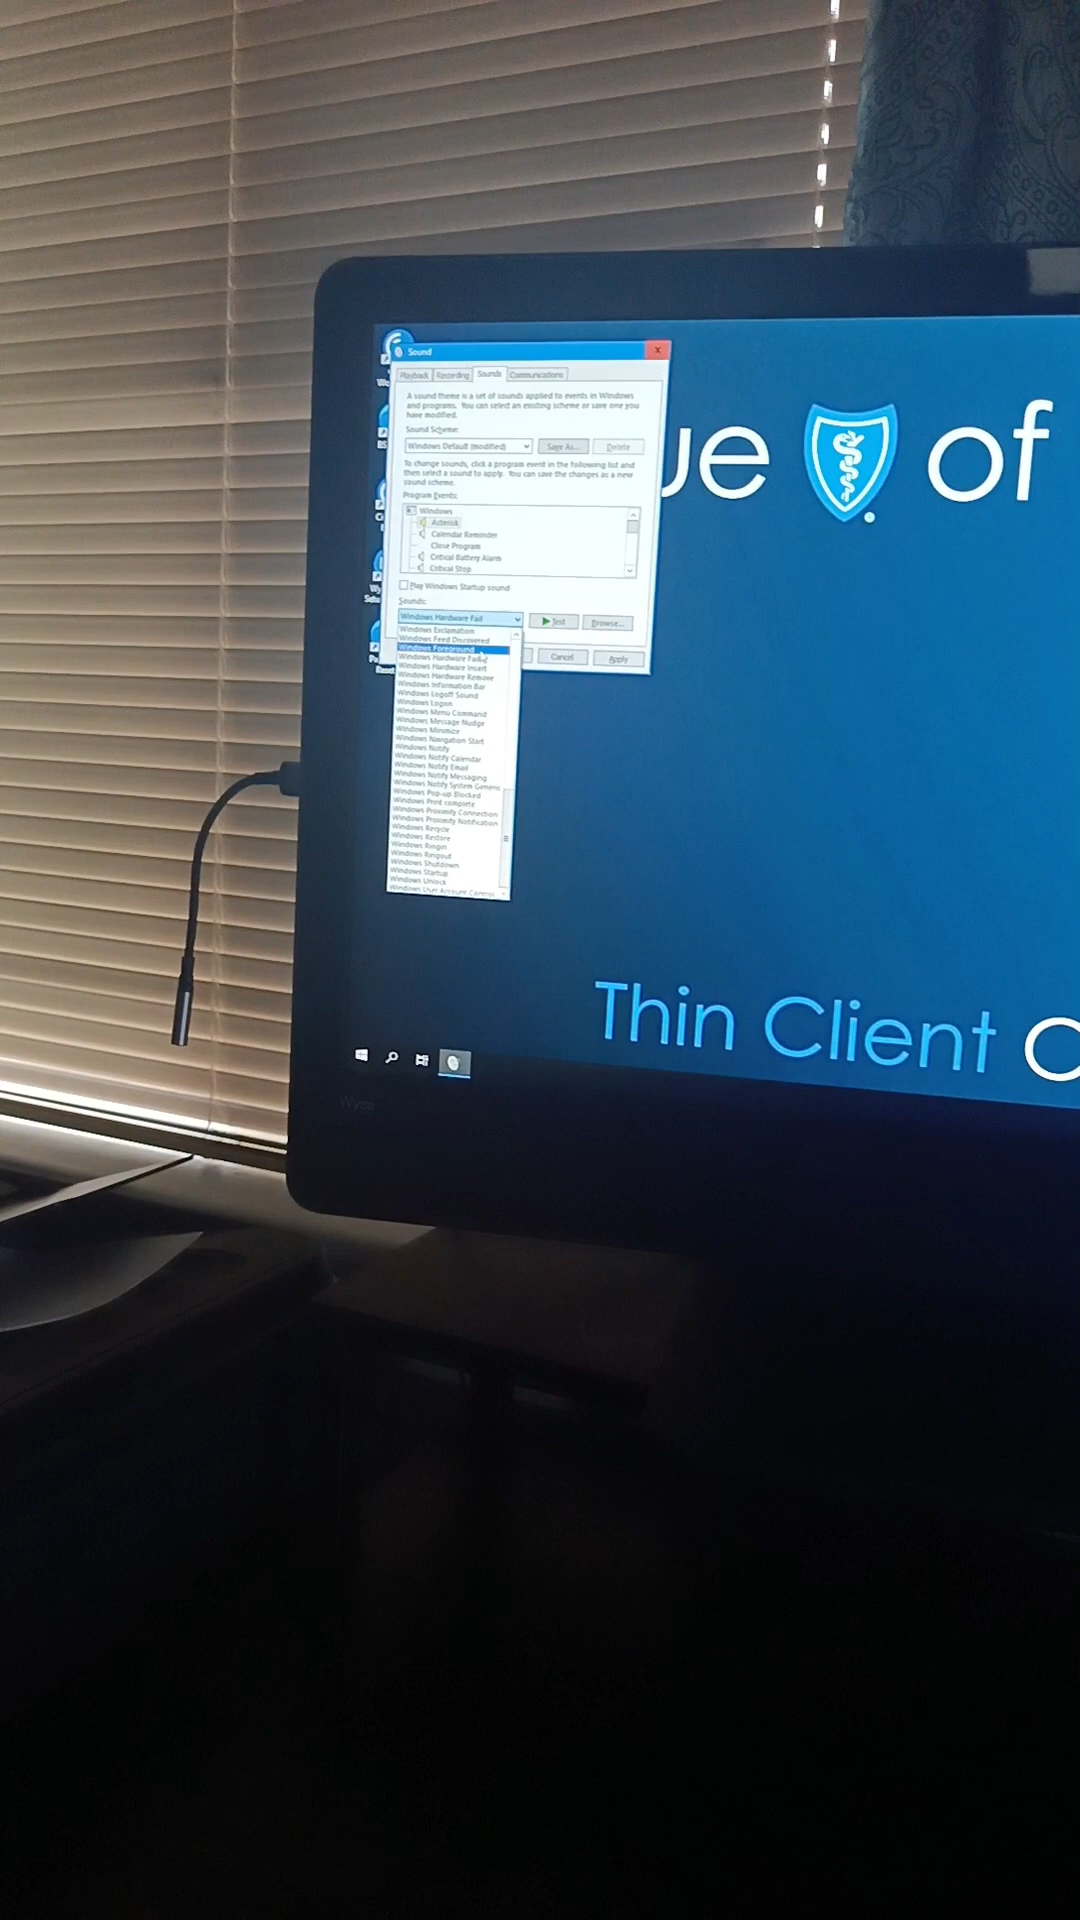 Sound
Playback Recording Sounds Communications
A sound theme is a set of sounds applied to events in Windows
and programs. You can select an existing scheme or save one you
have modified.
Sound Scheme:
Windows Default (modified) Save As... Delete
To change sounds, click a program event in the following list and
then select a sound to apply. You can save the changes as a new
sound scheme.
Program Events:
Windows
Asterisk
Calendar Reminder
Close Program
Critical Battery Alarm
Critical Stop
Play Windows Startup sound
Sounds:
Windows Hardware Fail Test Browse...
Windows Exclamation
Windows Feed Discovered
Windows Foreground
Windows Hardware Fail
Windows Hardware Insert
Windows Hardware Remove
Windows Information Bar
Windows Logoff Sound
Windows Logon
Windows Menu Command
Windows Message Nudge
Windows Minimize
Windows Navigation Start
Windows Notify
Windows Notify Calendar
Windows Notify Email
Windows Notify Messaging
Windows Notify System Generic
Windows Pop-up Blocked
Windows Print complete
Windows Proximity Connection
Windows Proximity Notification
Windows Recycle
Windows Restore
Windows Ringin
Windows Ringout
Windows Shutdown
Windows Startup
Windows Unlock
Windows User Account Control
Cancel Apply
ue of
Thin Client
Wyse